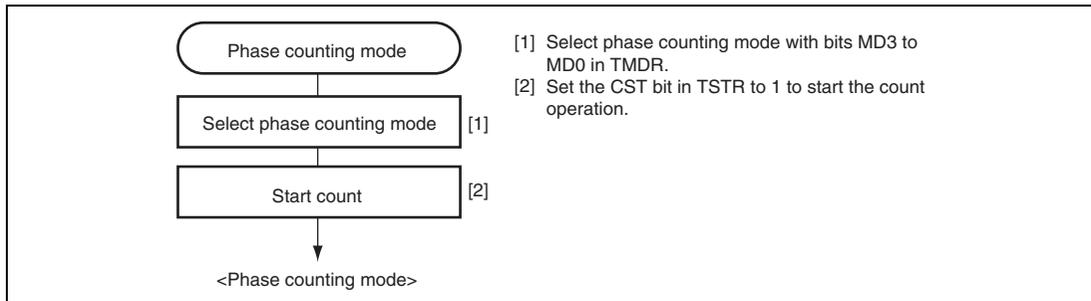 Phase counting mode
Select phase counting mode
[1]
Start count
[2]
<Phase counting mode>
[1] Select phase counting mode with bits MD3 to
MD0 in TMDR.
[2] Set the CST bit in TSTR to 1 to start the count
operation.